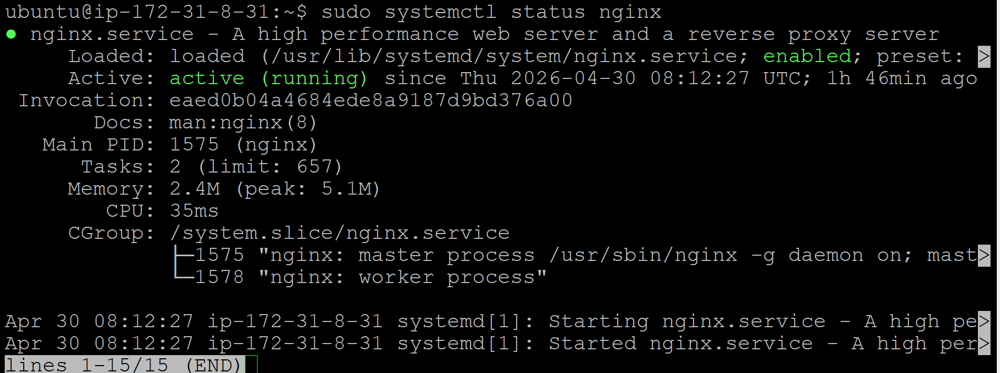 ubuntu@ip-172-31-8-31:~$ sudo systemctl status nginx
● nginx.service - A high performance web server and a reverse proxy server
     Loaded: loaded (/usr/lib/systemd/system/nginx.service; enabled; preset: >
     Active: active (running) since Thu 2026-04-30 08:12:27 UTC; 1h 46min ago
 Invocation: eaed0b04a4684ede8a9187d9bd376a00
       Docs: man:nginx(8)
   Main PID: 1575 (nginx)
      Tasks: 2 (limit: 657)
     Memory: 2.4M (peak: 5.1M)
        CPU: 35ms
     CGroup: /system.slice/nginx.service
             ├─1575 "nginx: master process /usr/sbin/nginx -g daemon on; mast>
             └─1578 "nginx: worker process"

Apr 30 08:12:27 ip-172-31-8-31 systemd[1]: Starting nginx.service - A high pe>
Apr 30 08:12:27 ip-172-31-8-31 systemd[1]: Started nginx.service - A high per>
lines 1-15/15 (END)